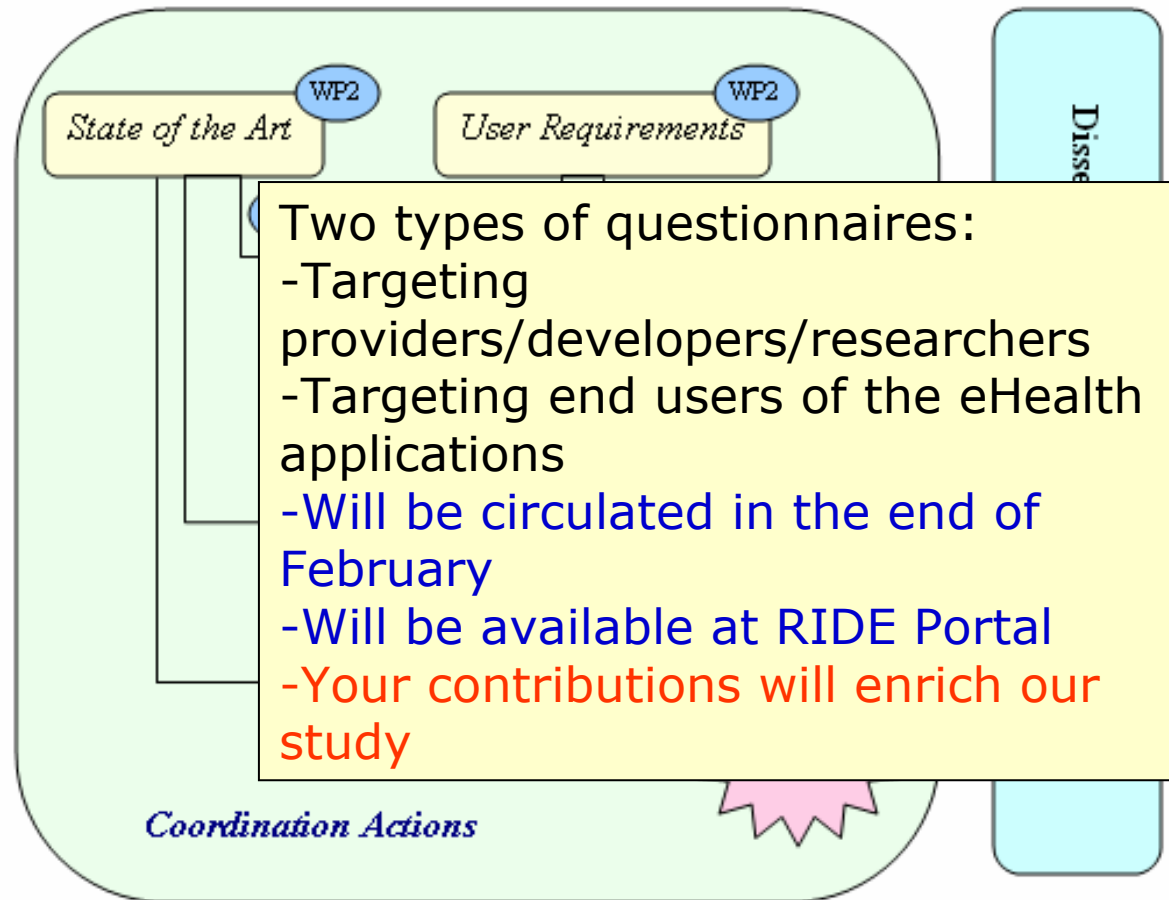 WP2
WP2
State of the Art
User Requirements
Two types of questionnaires:
-Targeting
providers/developers/researchers
-Targeting end users of the eHealth
applications
-Will be circulated in the end of
February
-Will be available at RIDE Portal
-Your contributions will enrich our
study
Coordination Actions
Disse